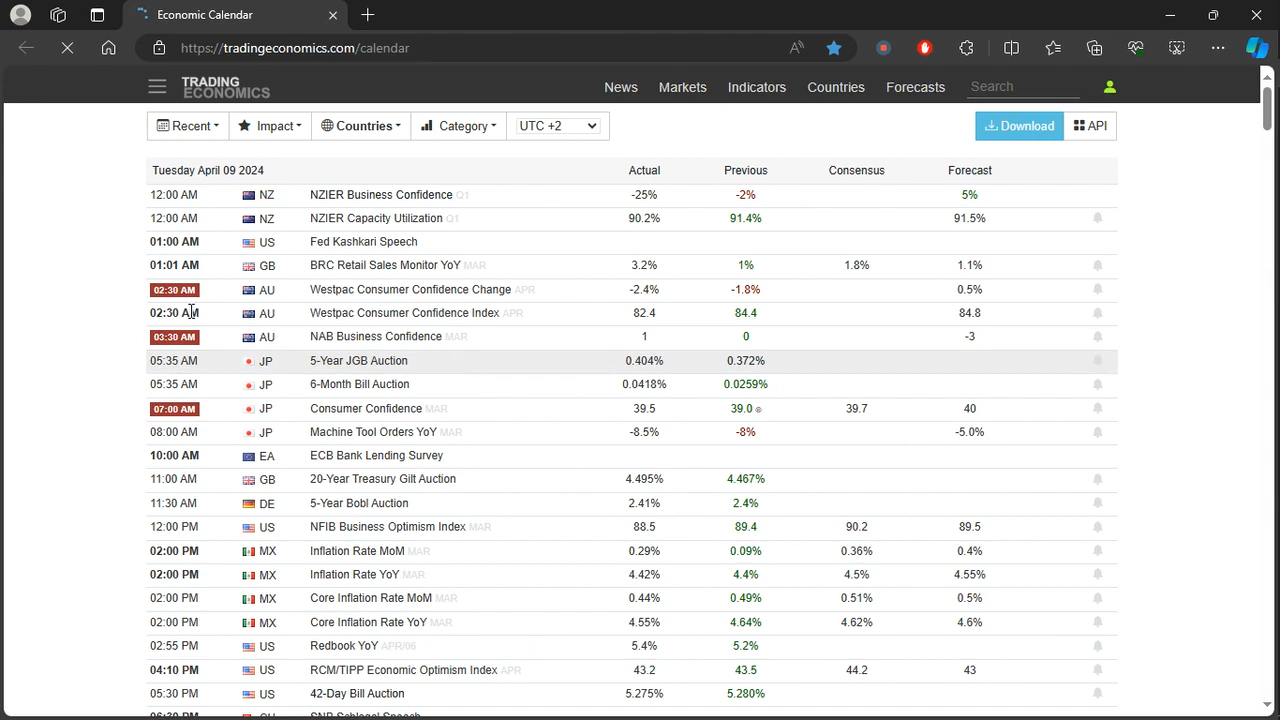 Economic Calendar
https://tradingeconomics.com/calendar
TRADING ECONOMICS News Markets Indicators Countries Forecasts Search
Recent Impact Countries Category UTC +2 Download API
Tuesday April 09 2024 Actual Previous Consensus Forecast
12:00 AM NZ NZIER Business Confidence Q1 -25% -2% 5%
12:00 AM NZ NZIER Capacity Utilization Q1 90.2% 91.4% 91.5%
01:00 AM US Fed Kashkari Speech
01:01 AM GB BRC Retail Sales Monitor YoY MAR 3.2% 1% 1.8% 1.1%
02:30 AM AU Westpac Consumer Confidence Change APR -2.4% -1.8% 0.5%
02:30 AM AU Westpac Consumer Confidence Index APR 82.4 84.4 84.8
03:30 AM AU NAB Business Confidence MAR 1 0 -3
05:35 AM JP 5-Year JGB Auction 0.404% 0.372%
05:35 AM JP 6-Month Bill Auction 0.0418% 0.0259%
07:00 AM JP Consumer Confidence MAR 39.5 39.0 ® 39.7 40
08:00 AM JP Machine Tool Orders YoY MAR -8.5% -8% -5.0%
10:00 AM EA ECB Bank Lending Survey
11:00 AM GB 20-Year Treasury Gilt Auction 4.495% 4.467%
11:30 AM DE 5-Year Bobl Auction 2.41% 2.4%
12:00 PM US NFIB Business Optimism Index MAR 88.5 89.4 90.2 89.5
02:00 PM MX Inflation Rate MoM MAR 0.29% 0.09% 0.36% 0.4%
02:00 PM MX Inflation Rate YoY MAR 4.42% 4.4% 4.5% 4.55%
02:00 PM MX Core Inflation Rate MoM MAR 0.44% 0.49% 0.51% 0.5%
02:00 PM MX Core Inflation Rate YoY MAR 4.55% 4.64% 4.62% 4.6%
02:55 PM US Redbook YoY APR/06 5.4% 5.2%
04:10 PM US RCM/TIPP Economic Optimism Index APR 43.2 43.5 44.2 43
05:30 PM US 42-Day Bill Auction 5.275% 5.280%